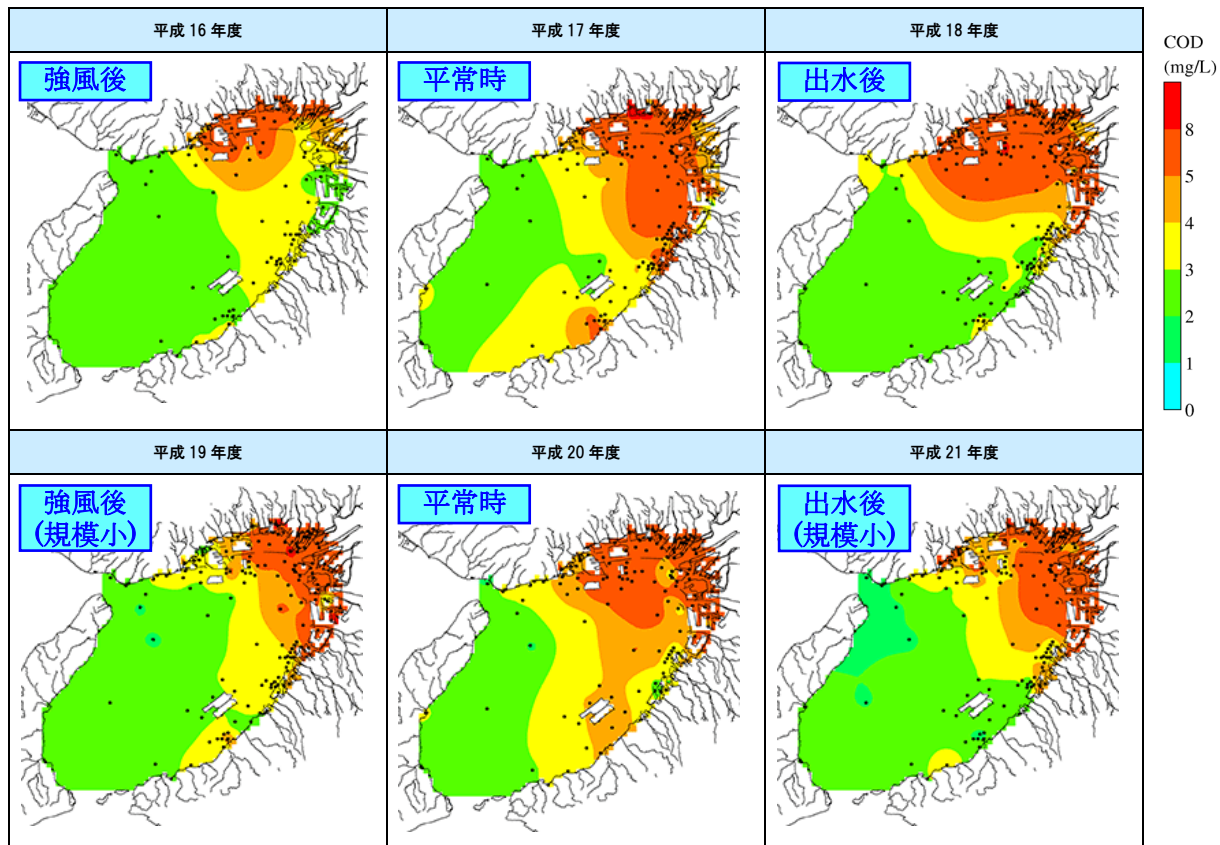 平成 16 年度
平成 17 年度
平成 18 年度
強風後
平常時
出水後
COD
(mg/L)
8
5
4
3
2
1
0
平成 19 年度
平成 20 年度
平成 21 年度
強風後
(規模小)
平常時
出水後
(規模小)